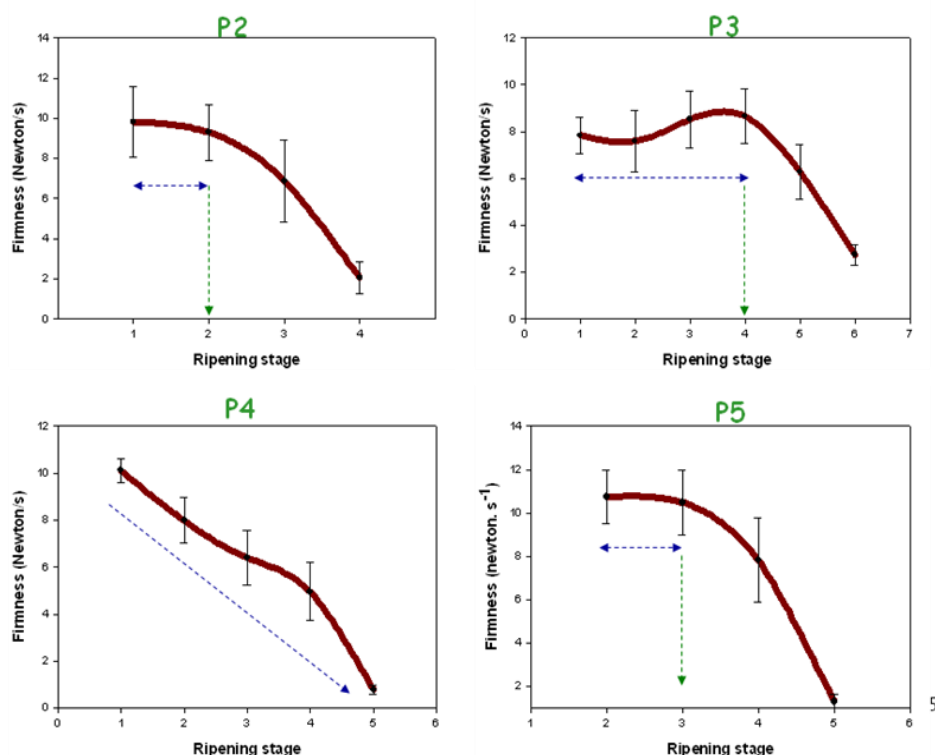 P2
Firmness (Newton/s)
14
12
10
8
6
4
2
0
1 2 3 4
Ripening stage
P3
Firmness (Newton/s)
12
10
8
6
4
2
0
0 1 2 3 4 5 6 7
Ripening stage
P4
Firmness (Newton/s)
12
10
8
6
4
2
0
0 1 2 3 4 5 6
Ripening stage
P5
Firmness (newton. s⁻¹)
14
12
10
8
6
4
2
1 2 3 4 5 6
Ripening stage
5